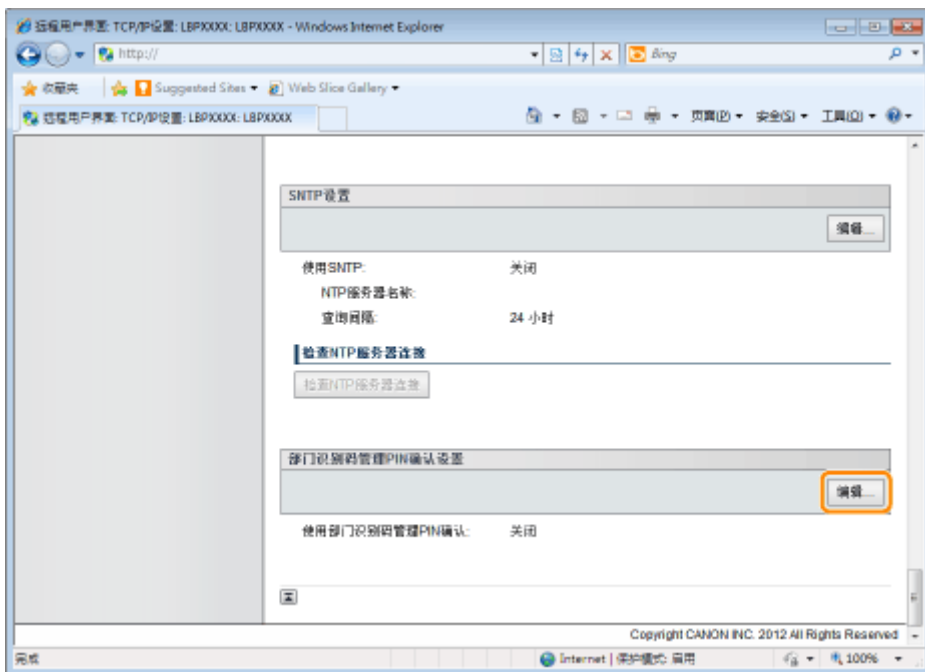 远程用户界面: TCP/IP设置: LBPXXXX: LBPXXXX - Windows Internet Explorer
http://
Bing
收藏夹 Suggested Sites Web Slice Gallery
远程用户界面: TCP/IP设置: LBPXXXX: LBPXXXX 页面(P) 安全(S) 工具(O)
SNTP设置
编辑...
使用SNTP: 关闭
NTP服务器名称:
查询间隔: 24 小时
检查NTP服务器连接
检查NTP服务器连接
部门识别码管理PIN确认设置
编辑...
使用部门识别码管理PIN确认: 关闭
Copyright CANON INC. 2012 All Rights Reserved
完成 Internet | 保护模式: 启用 100%